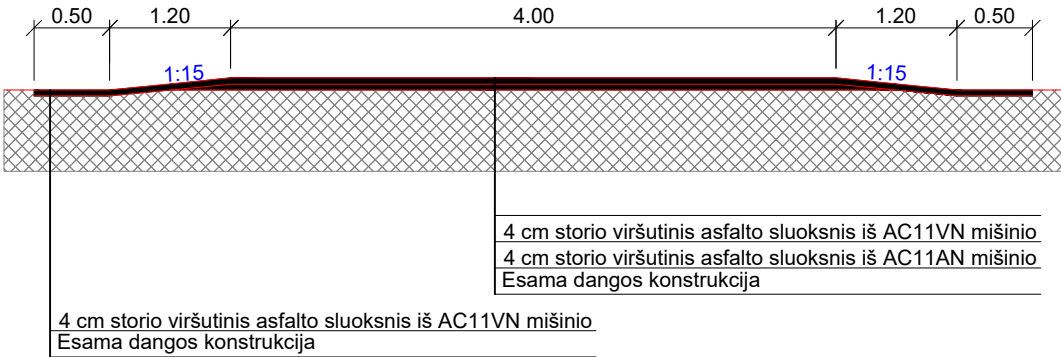 0.50 1.20 4.00 1.20 0.50
1:15 1:15
4 cm storio viršutinis asfalto sluoksnis iš AC11VN mišinio
4 cm storio viršutinis asfalto sluoksnis iš AC11AN mišinio
Esama dangos konstrukcija
4 cm storio viršutinis asfalto sluoksnis iš AC11VN mišinio
Esama dangos konstrukcija